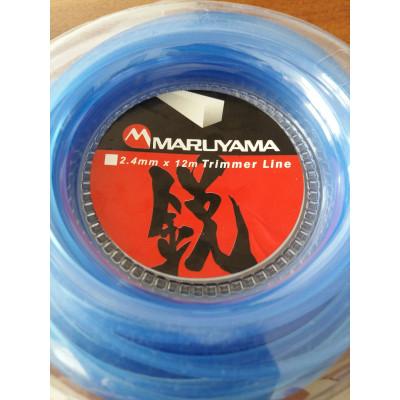 MARUYAMA
2.4mm x 12m Trimmer Line
鋭